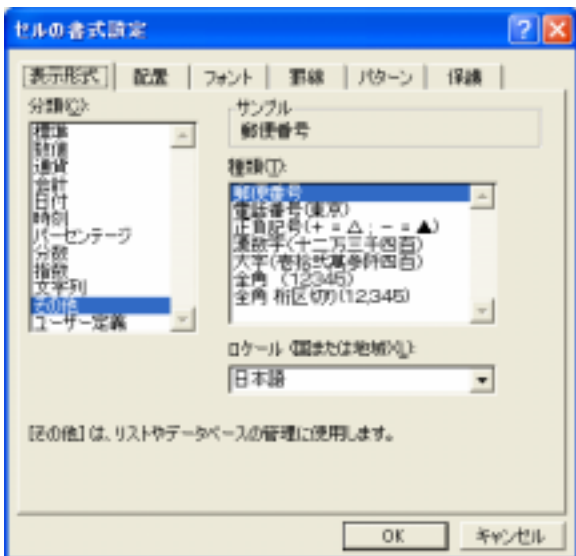 セルの書式設定
表示形式 配置 フォント 罫線 パターン 保護
分類(C):
標準
数値
通貨
会計
日付
時刻
パーセンテージ
分数
指数
文字列
その他
ユーザー定義
サンプル
郵便番号
種類(T):
郵便番号
電話番号(東京)
正負記号(+ = △ ; - = ▲)
漢数字(十二万三千四百)
大字(壱拾弐萬参阡四百)
全角 (12345)
全角 桁区切り(12,345)
ロケール (国または地域)(L):
日本語
[その他] は、リストやデータベースの管理に使用します。
OK キャンセル